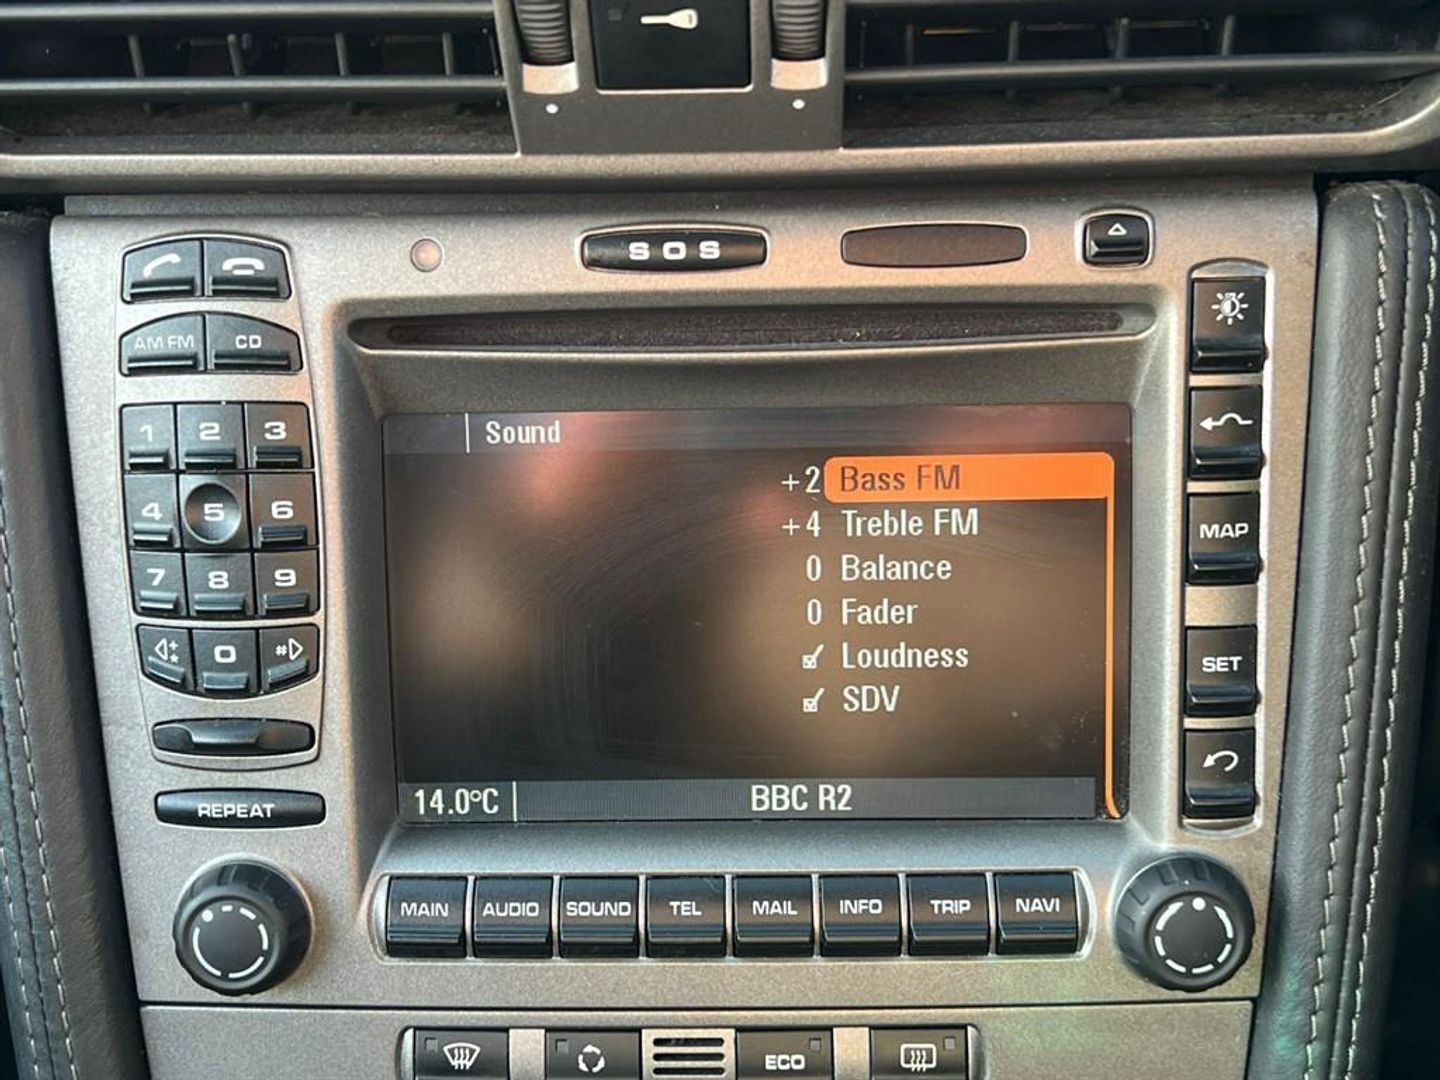 SOS
AM FM CD
1 2 3
4 5 6
7 8 9
+
* 0 #
REPEAT
Sound
+2 Bass FM
+4 Treble FM
0 Balance
0 Fader
Loudness
SDV
14.0°C BBC R2
MAP
SET
MAIN AUDIO SOUND TEL MAIL INFO TRIP NAVI
ECO